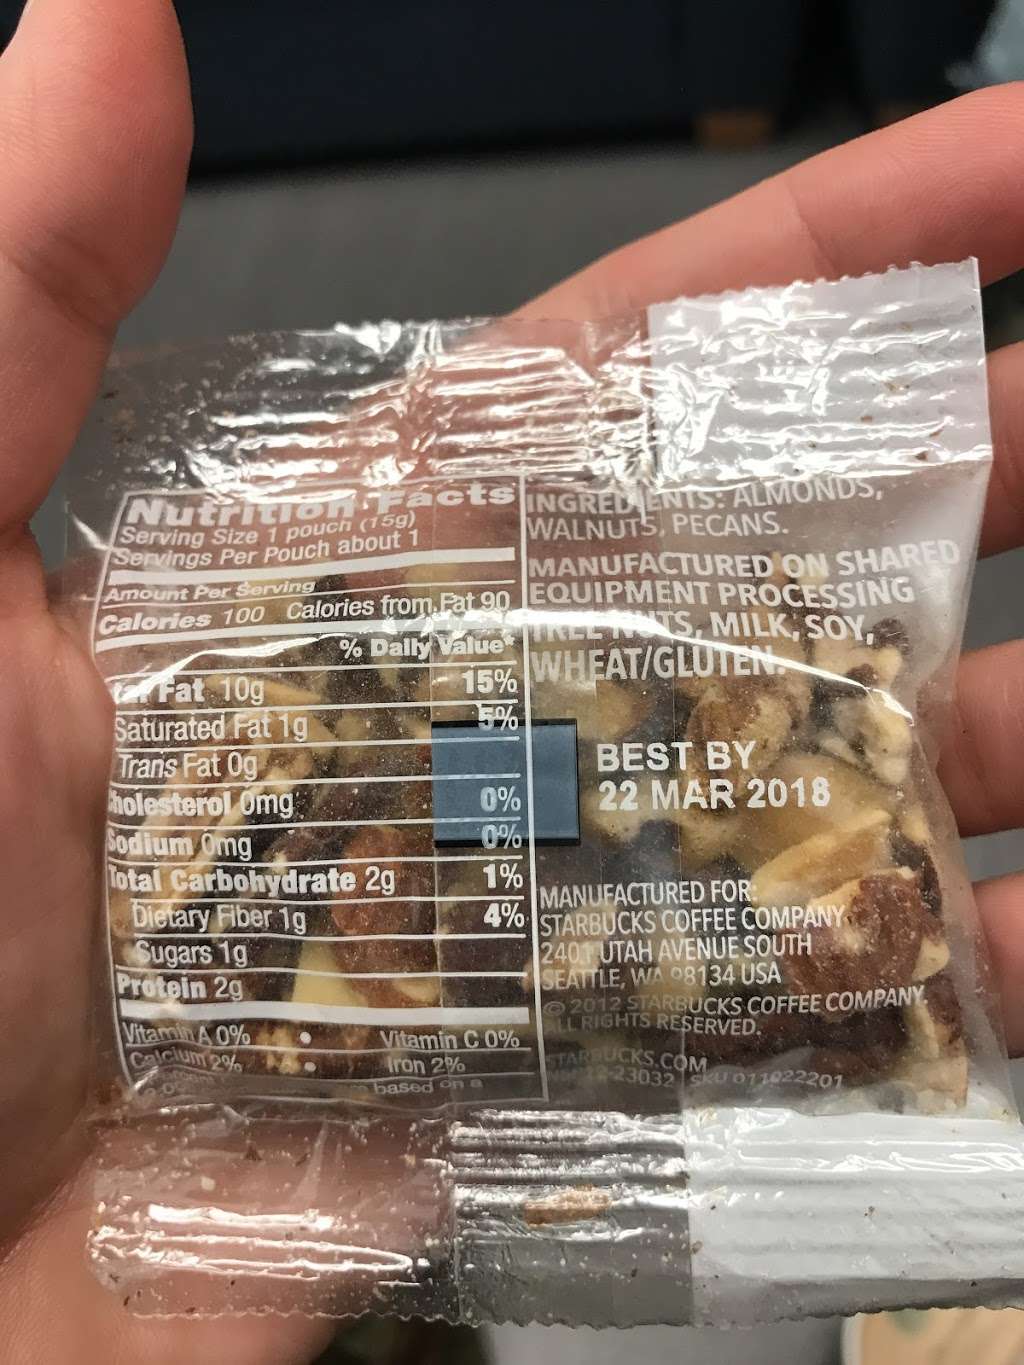 Nutrition Facts
Serving Size 1 pouch (15g)
Servings Per Pouch about 1
Amount Per Serving
Calories 100 Calories from Fat 90
% Daily Value*
Fat 10g 15%
Saturated Fat 1g 5%
Trans Fat 0g
Cholesterol 0mg 0%
Sodium 0mg 0%
Total Carbohydrate 2g 1%
Dietary Fiber 1g 4%
Sugars 1g
Protein 2g
Vitamin A 0% • Vitamin C 0%
Calcium 2% • Iron 2%
based on a
INGREDIENTS: ALMONDS,
WALNUTS, PECANS.
MANUFACTURED ON SHARED
EQUIPMENT PROCESSING
TREE NUTS, MILK, SOY,
WHEAT/GLUTEN.
BEST BY
22 MAR 2018
MANUFACTURED FOR:
STARBUCKS COFFEE COMPANY
2401 UTAH AVENUE SOUTH
SEATTLE, WA 98134 USA
© 2012 STARBUCKS COFFEE COMPANY.
ALL RIGHTS RESERVED.
STARBUCKS.COM
SKU 011022201